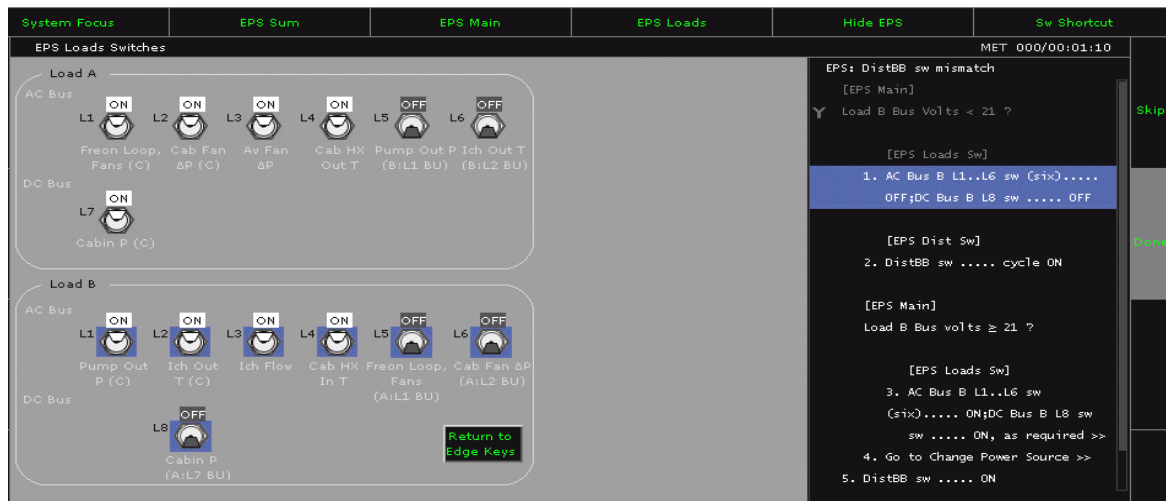 System Focus
EPS Sum
EPS Main
EPS Loads
Hide EPS
Sw Shortcut
EPS Loads Switches
MET 000/00:01:10
Load A
AC Bus
ON ON ON ON OFF OFF
L1 L2 L3 L4 L5 L6
Freon Loop, Cab Fan Av Fan Cab HX Pump Out P Ich Out T
Fans (C) ΔP (C) ΔP Out T (B:L1 BU) (B:L2 BU)
DC Bus
ON
L7
Cabin P (C)
Load B
AC Bus
ON ON ON ON OFF OFF
L1 L2 L3 L4 L5 L6
Pump Out Ich Out Ich Flow Cab HX Freon Loop, Cab Fan ΔP
P (C) T (C) In T Fans (A:L2 BU)
(A:L1 BU)
DC Bus
OFF
L8
Cabin P
(A:L7 BU)
Return to
Edge Keys
EPS: DistBB sw mismatch
[EPS Main]
Y Load B Bus Volts < 21 ?
[EPS Loads Sw]
1. AC Bus B L1..L6 sw (six).....
OFF;DC Bus B L8 sw ..... OFF
[EPS Dist Sw]
2. DistBB sw ..... cycle ON
[EPS Main]
Load B Bus volts ≥ 21 ?
[EPS Loads Sw]
3. AC Bus B L1..L6 sw
(six)..... ON;DC Bus B L8 sw
sw ..... ON, as required >>
4. Go to Change Power Source >>
5. DistBB sw ..... ON
Skip
Done